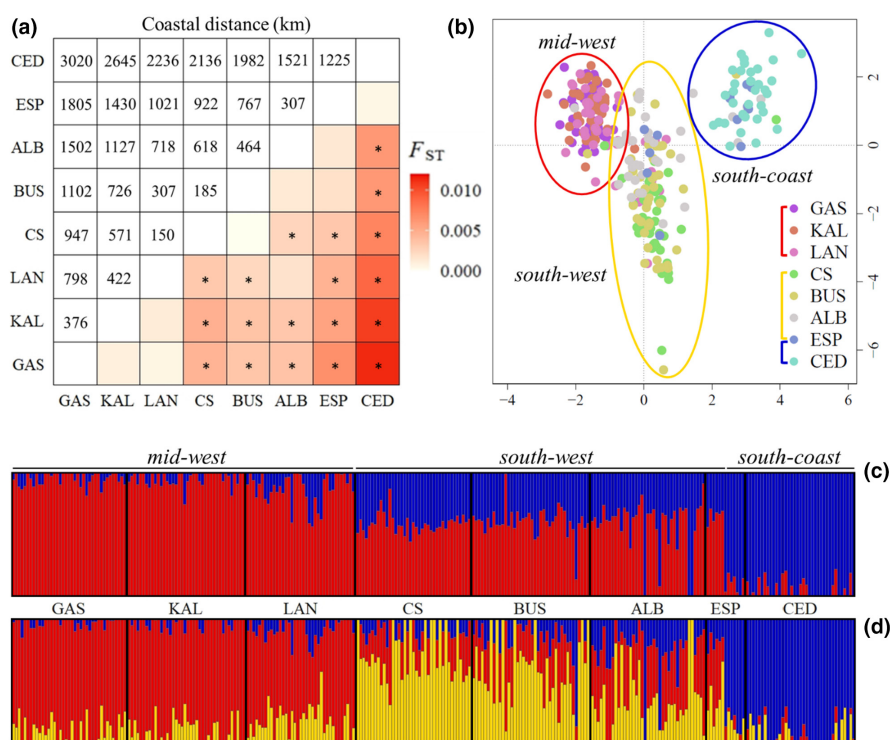 (a)
Coastal distance (km)
CED 3020 2645 2236 2136 1982 1521 1225
ESP 1805 1430 1021 922 767 307
ALB 1502 1127 718 618 464 *
BUS 1102 726 307 185 *
CS 947 571 150 * * *
LAN 798 422 * * * *
KAL 376 * * * * *
GAS * * * * *
GAS KAL LAN CS BUS ALB ESP CED
FST
0.010
0.005
0.000
(b)
mid-west
south-coast
south-west
GAS
KAL
LAN
CS
BUS
ALB
ESP
CED
2
0
−2
−4
−6
−4 −2 0 2 4 6
mid-west south-west south-coast
(c)
GAS KAL LAN CS BUS ALB ESP CED
(d)